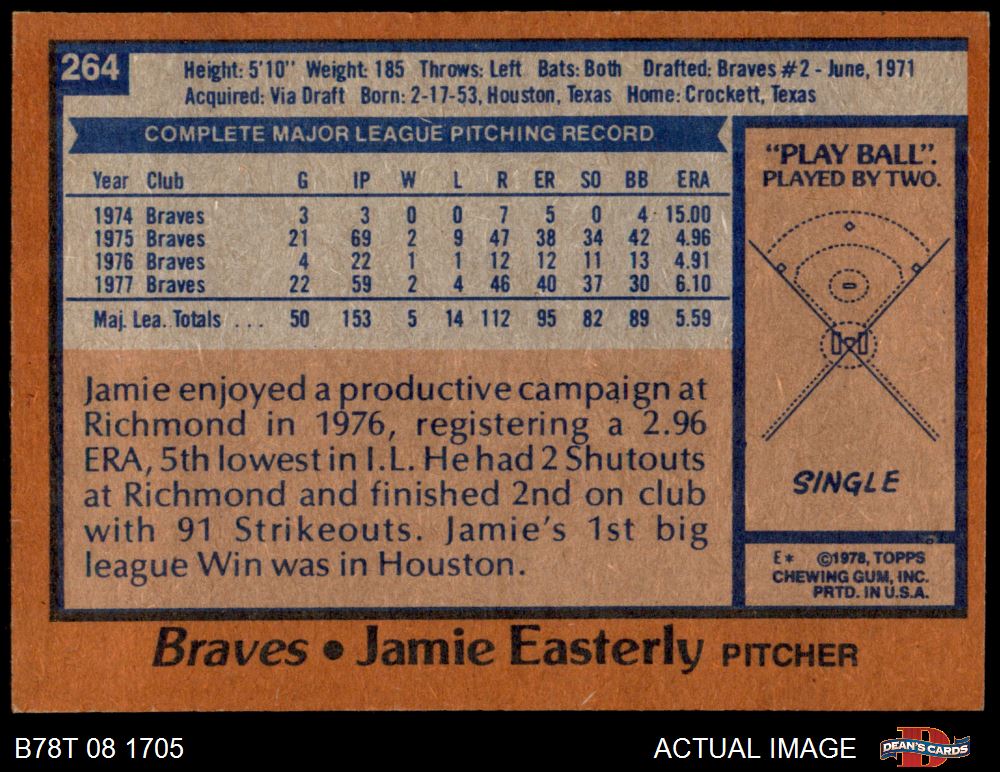 264
Height: 5'10" Weight: 185 Throws: Left Bats: Both Drafted: Braves #2 - June, 1971
Acquired: Via Draft Born: 2-17-53, Houston, Texas Home: Crockett, Texas
COMPLETE MAJOR LEAGUE PITCHING RECORD
Year Club G IP W L R ER SO BB ERA
1974 Braves 3 3 0 0 7 5 0 4 15.00
1975 Braves 21 69 2 9 47 38 34 42 4.96
1976 Braves 4 22 1 1 12 12 11 13 4.91
1977 Braves 22 59 2 4 46 40 37 30 6.10
Maj. Lea. Totals ... 50 153 5 14 112 95 82 89 5.59
Jamie enjoyed a productive campaign at
Richmond in 1976, registering a 2.96
ERA, 5th lowest in I.L. He had 2 Shutouts
at Richmond and finished 2nd on club
with 91 Strikeouts. Jamie's 1st big
league Win was in Houston.
"PLAY BALL".
PLAYED BY TWO.
SINGLE
E* ©1978, TOPPS
CHEWING GUM, INC.
PRTD. IN U.S.A.
Braves • Jamie Easterly PITCHER
B78T 08 1705
ACTUAL IMAGE
D
DEAN'S CARDS